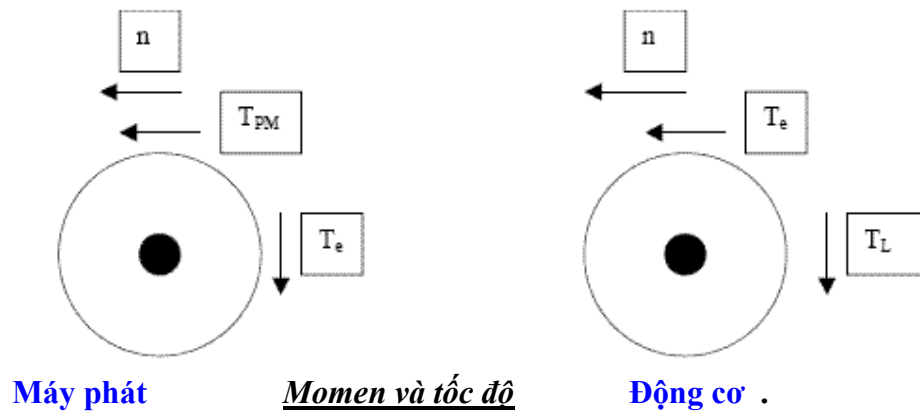 n
n
T_PM
T_e
T_e
T_L
Máy phát Momen và tốc độ Động cơ .